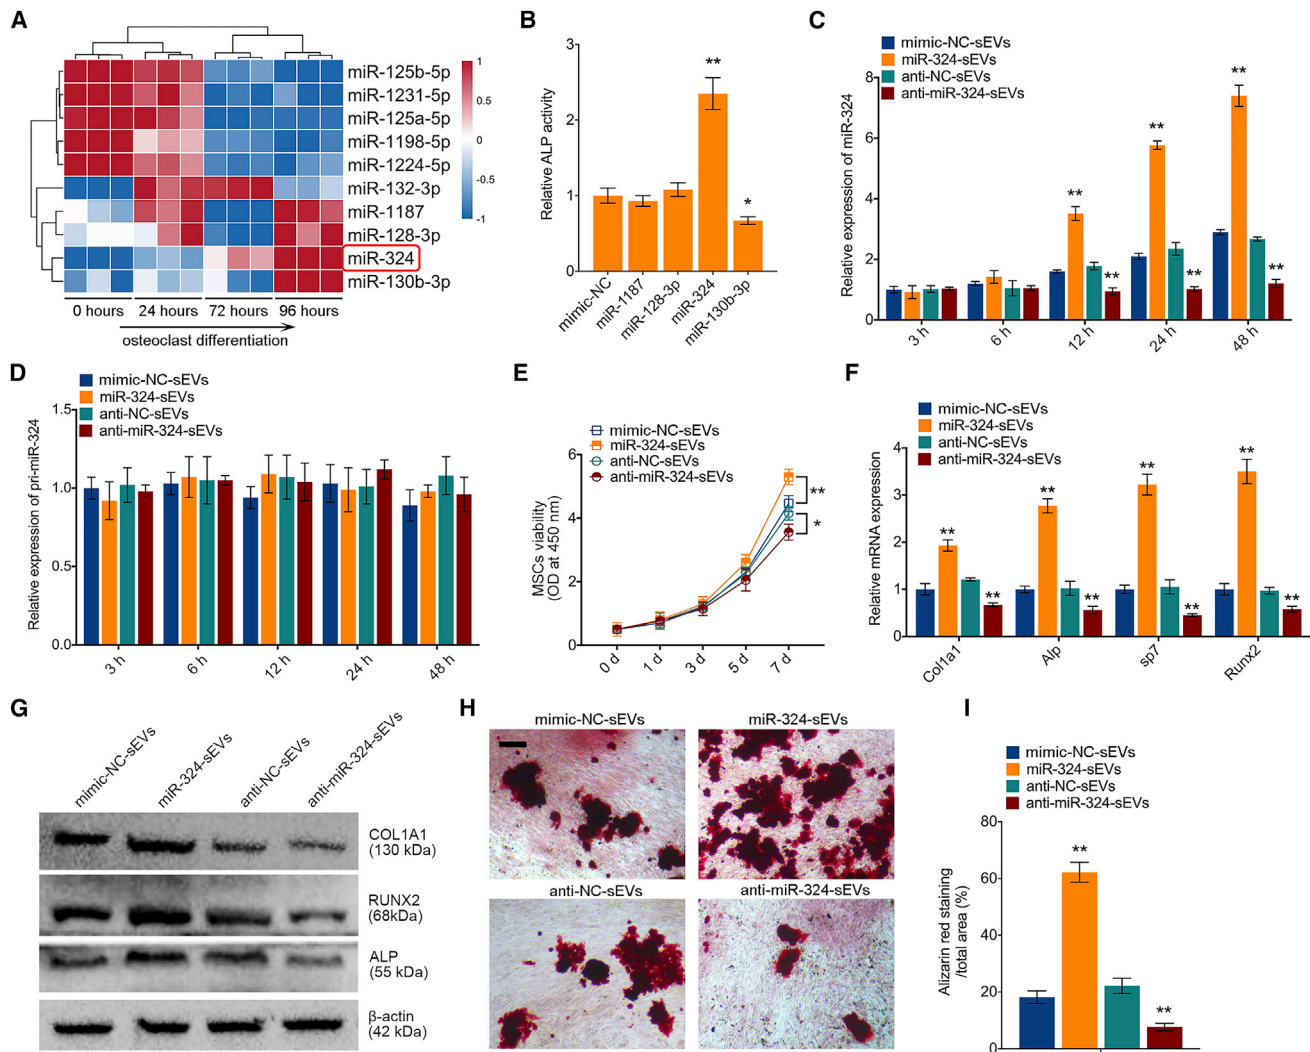 A
miR-125b-5p
miR-1231-5p
miR-125a-5p
miR-1198-5p
miR-1224-5p
miR-132-3p
miR-1187
miR-128-3p
miR-324
miR-130b-3p
1
0.5
0
-0.5
-1
0 hours 24 hours 72 hours 96 hours
osteoclast differentiation
B
Relative ALP activity
3
2
1
0
**
*
mimic-NC
miR-1187
miR-128-3p
miR-324
miR-130b-3p
C
mimic-NC-sEVs
miR-324-sEVs
anti-NC-sEVs
anti-miR-324-sEVs
Relative expression of miR-324
8
6
4
2
0
** ** ** ** ** **
3 h 6 h 12 h 24 h 48 h
D
mimic-NC-sEVs
miR-324-sEVs
anti-NC-sEVs
anti-miR-324-sEVs
Relative expression of pri-miR-324
1.5
1.0
0.5
0.0
3 h 6 h 12 h 24 h 48 h
E
mimic-NC-sEVs
miR-324-sEVs
anti-NC-sEVs
anti-miR-324-sEVs
MSCs viability
(OD at 450 nm)
6
4
2
0
**
*
0 d 1 d 3 d 5 d 7 d
F
mimic-NC-sEVs
miR-324-sEVs
anti-NC-sEVs
anti-miR-324-sEVs
Relative mRNA expression
4
3
2
1
0
** ** ** ** ** ** ** **
Col1a1 Alp sp7 Runx2
G
mimic-NC-sEVs
miR-324-sEVs
anti-NC-sEVs
anti-miR-324-sEVs
COL1A1
(130 kDa)
RUNX2
(68kDa)
ALP
(55 kDa)
β-actin
(42 kDa)
H
mimic-NC-sEVs miR-324-sEVs
anti-NC-sEVs anti-miR-324-sEVs
I
mimic-NC-sEVs
miR-324-sEVs
anti-NC-sEVs
anti-miR-324-sEVs
Alizarin red staining
/total area (%)
80
60
40
20
0
**
**